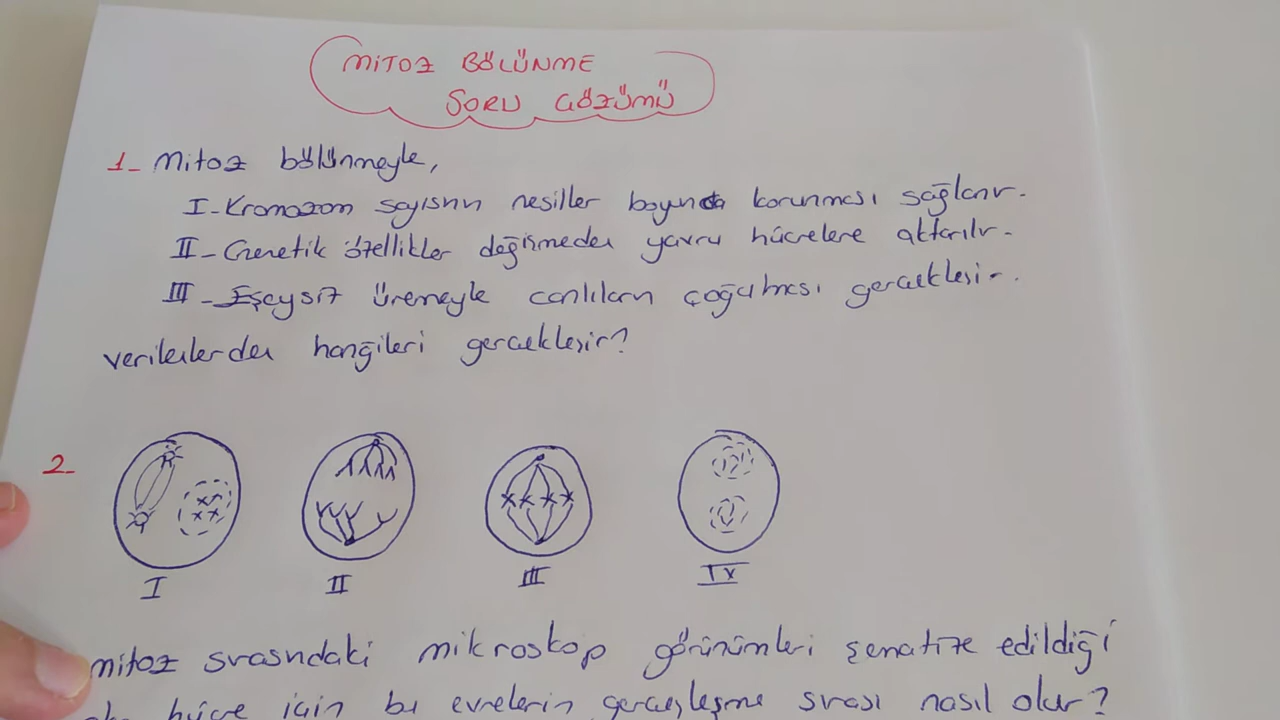 MİTOZ BÖLÜNME
SORU ÇÖZÜMÜ
1- Mitoz bölünmeyle,
I-Kromozom sayısının nesiller boyunca korunması sağlanır.
II-Genetik özellikler değişmeden yavru hücrelere aktarılır.
III-Eşeysiz üremeyle canlıların çoğalması gerçekleşir.
verilenlerden hangileri gerçekleşir?
2-
I II III IV
mitoz sırasındaki mikroskop görünümleri şematize edildiği
hücre için bu evrelerin gerçekleşme sırası nasıl olur?